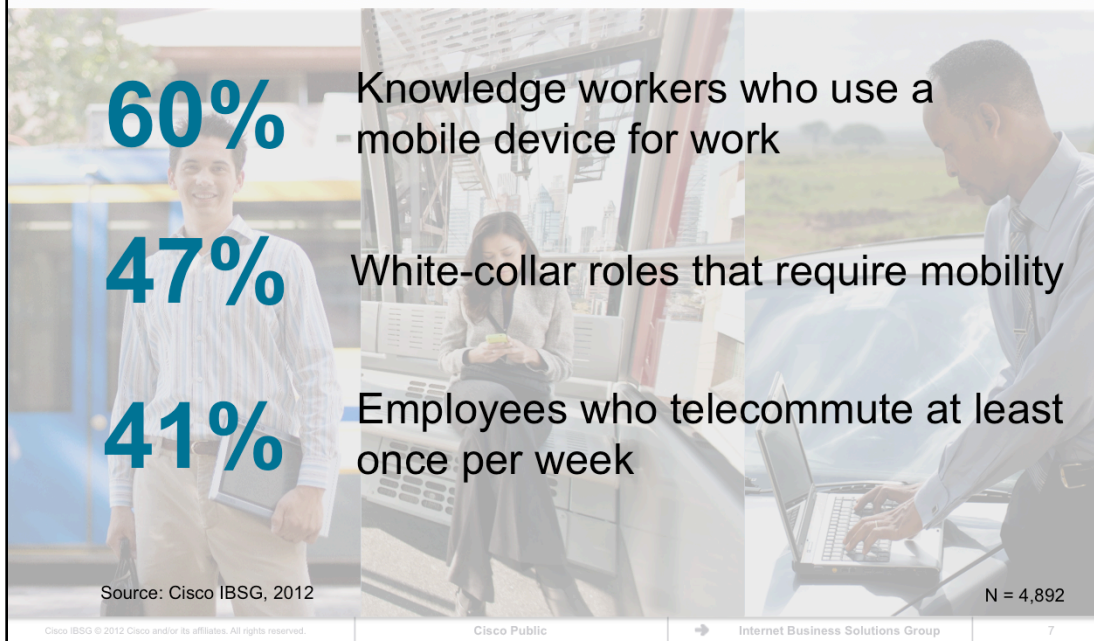 60%
Knowledge workers who use a
mobile device for work
47%
White-collar roles that require mobility
41%
Employees who telecommute at least
once per week
Source: Cisco IBSG, 2012
N = 4,892
Cisco IBSG © 2012 Cisco and/or its affiliates. All rights reserved.
Cisco Public
Internet Business Solutions Group
7